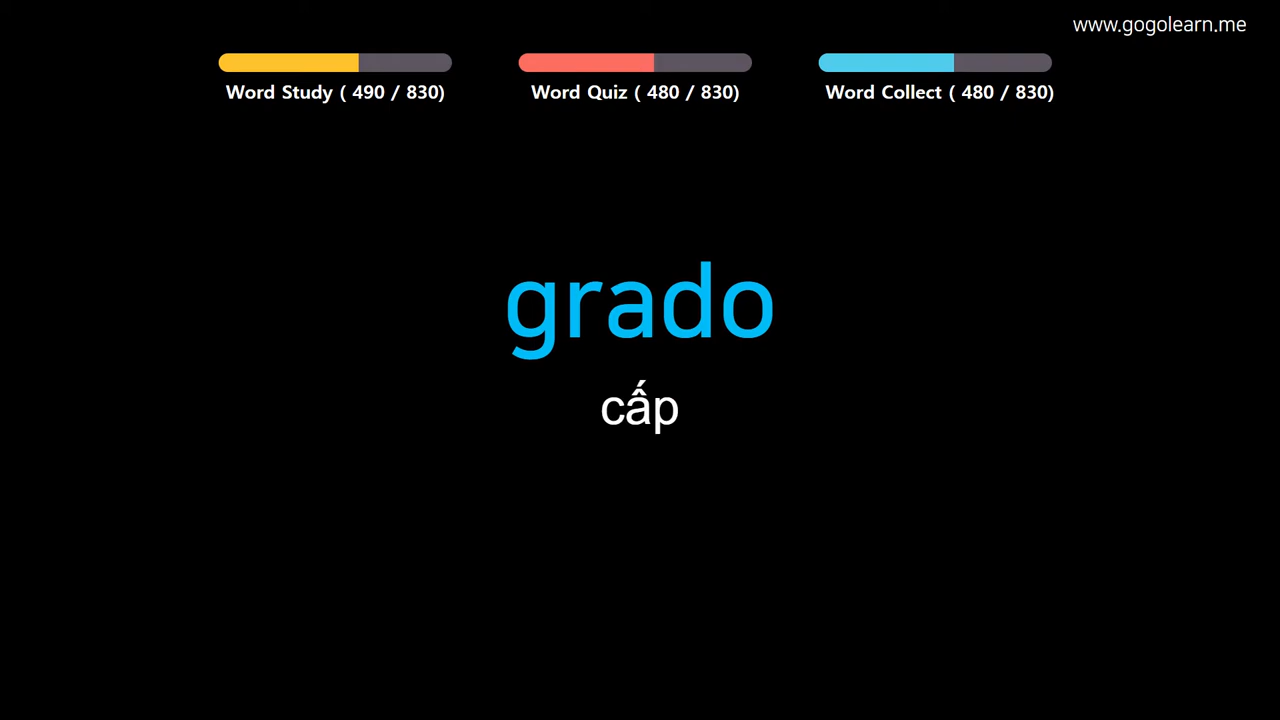 www.gogolearn.me
Word Study ( 490 / 830)
Word Quiz ( 480 / 830)
Word Collect ( 480 / 830)
grado
cấp